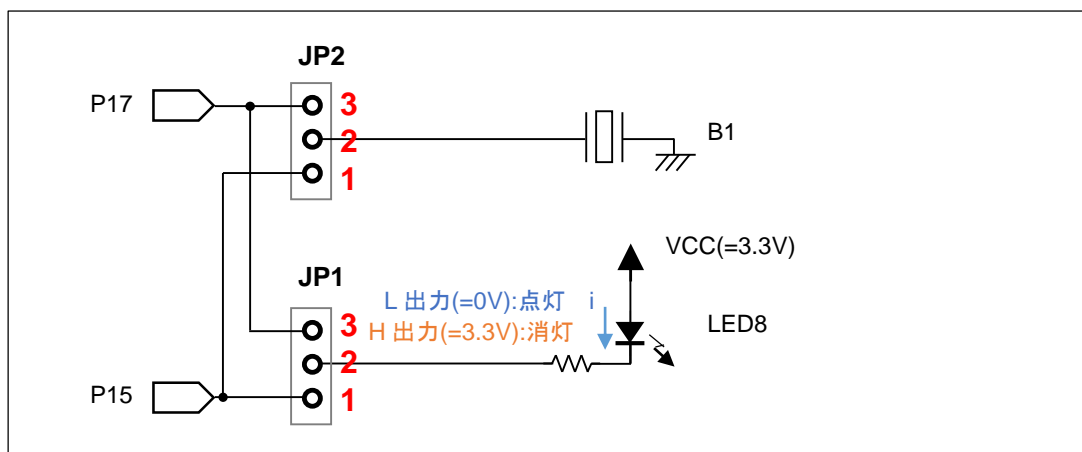 JP2
P17
3
2
1
B1
VCC(=3.3V)
JP1
L 出力(=0V):点灯 i
H 出力(=3.3V):消灯
LED8
3
2
1
P15